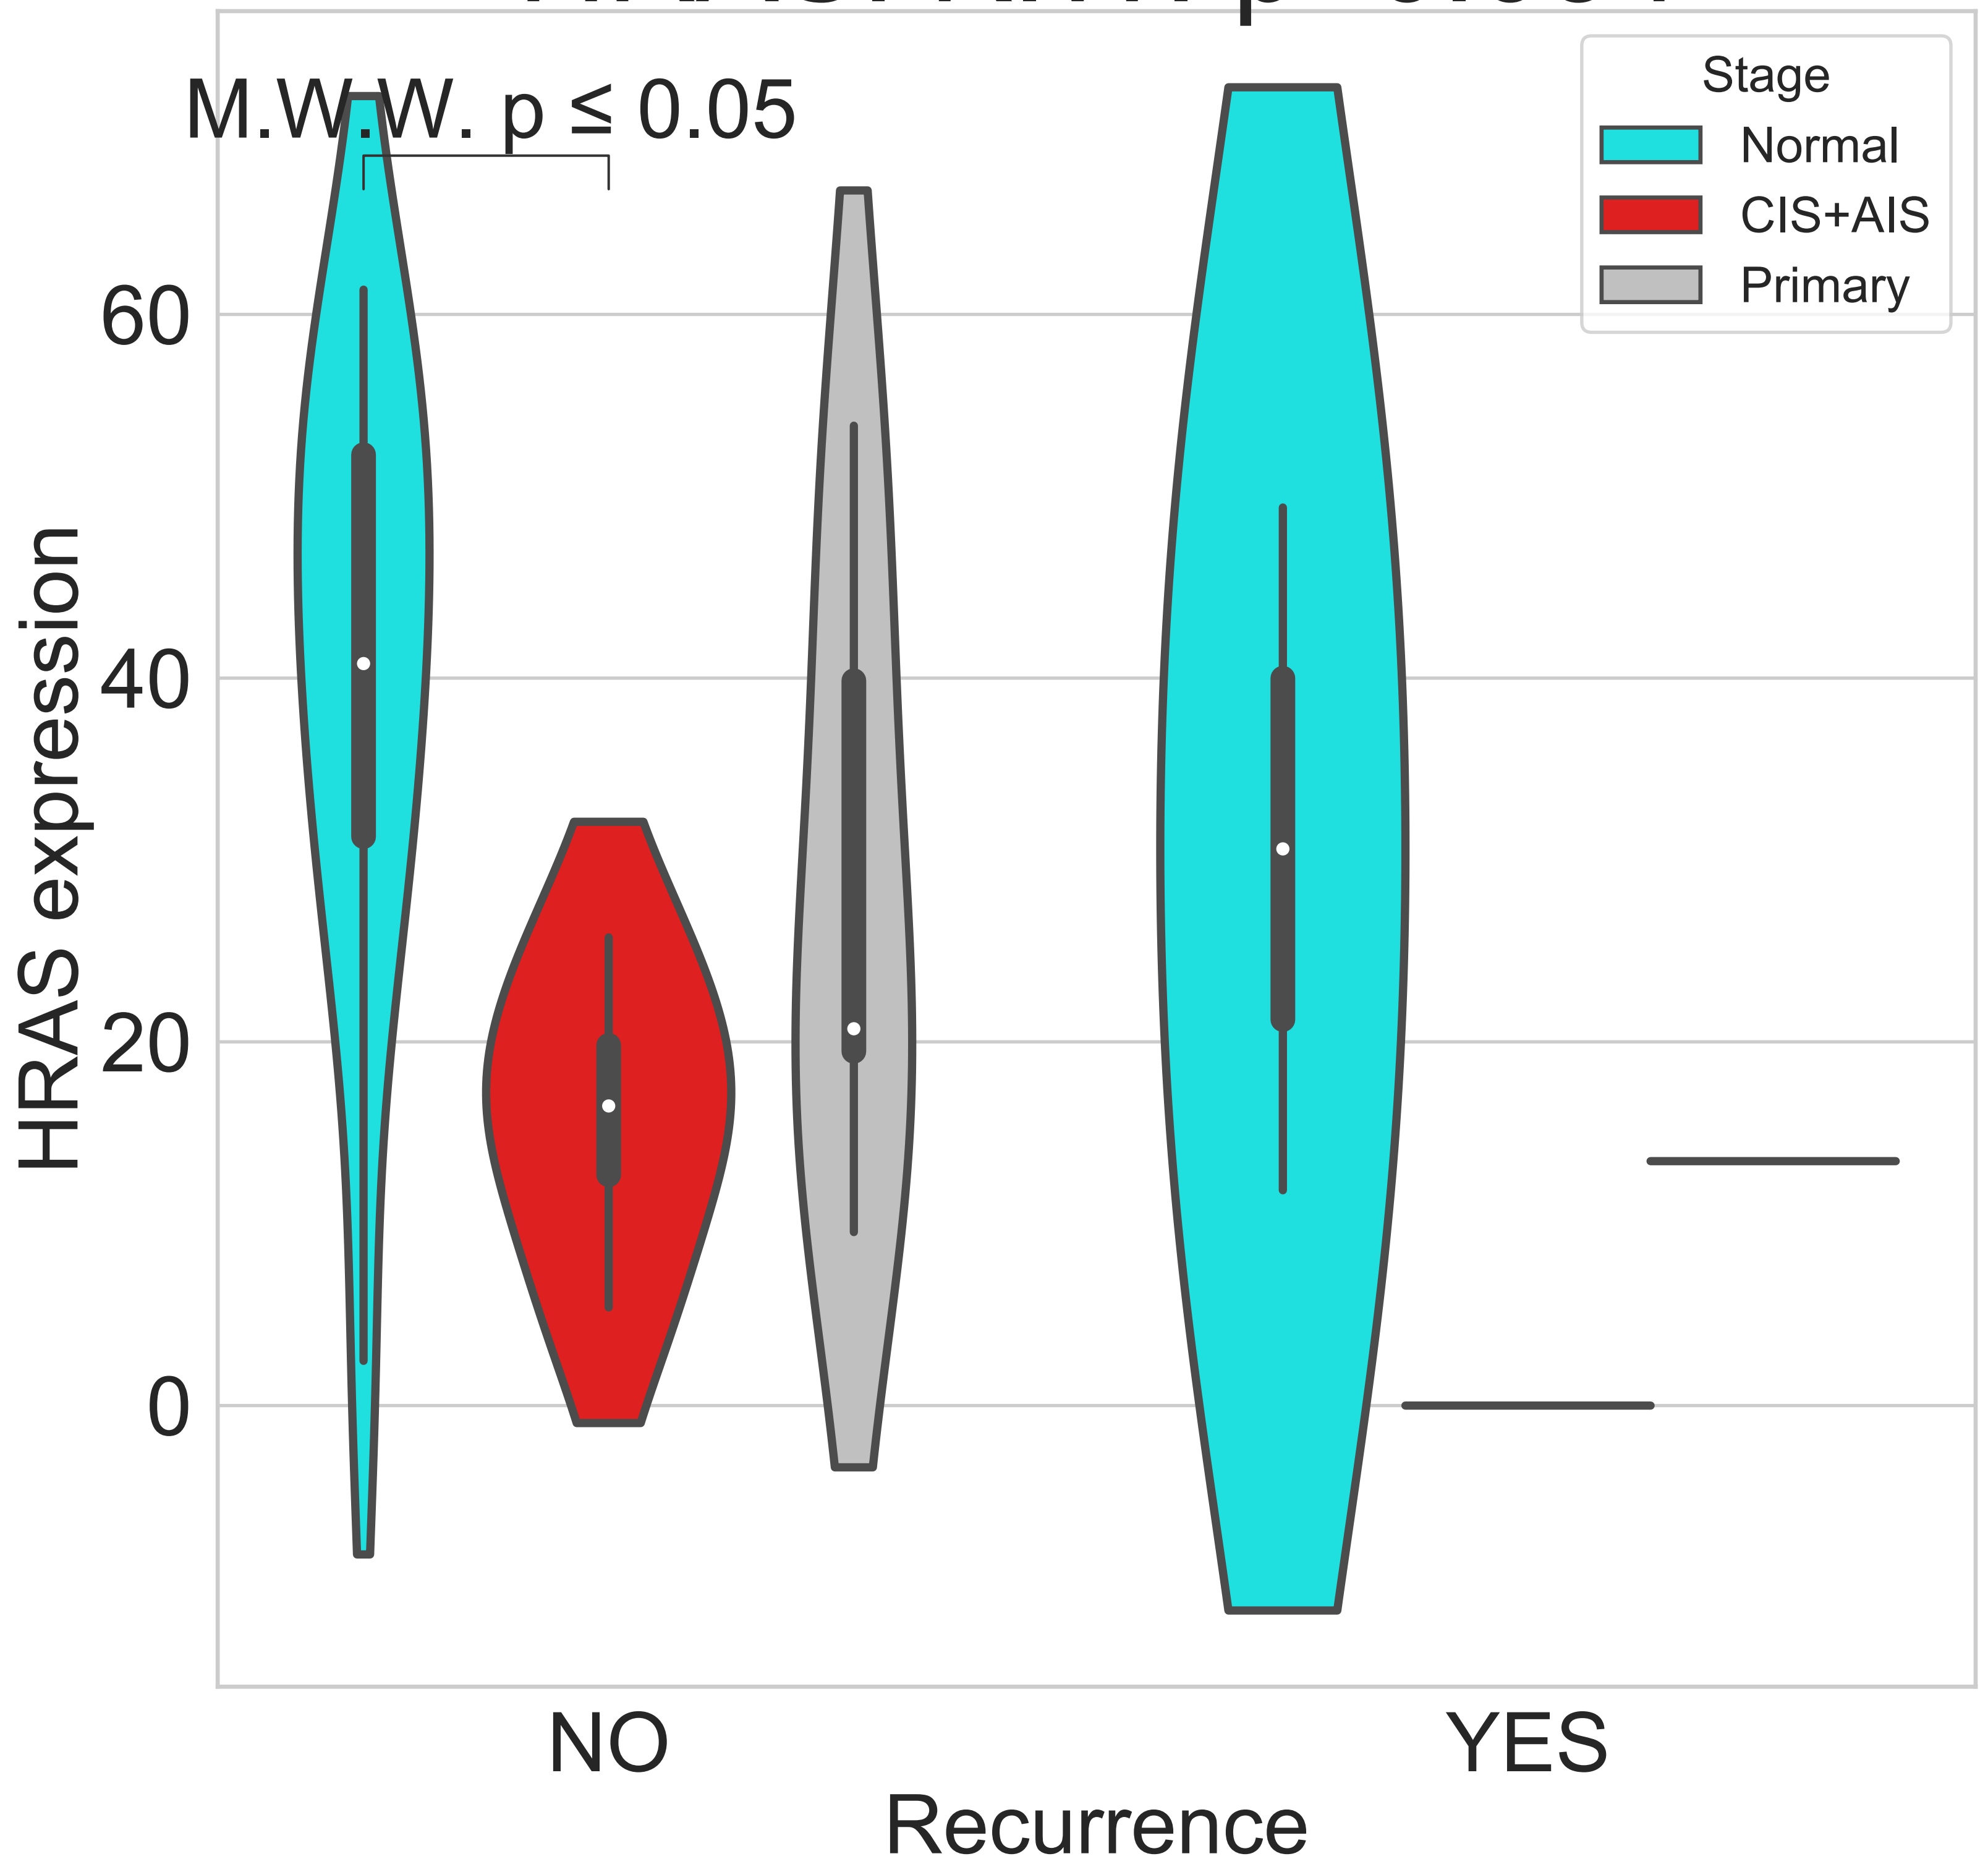 M.W.W. p ≤ 0.05
Stage
Normal
CIS+AIS
Primary
60
40
20
0
HRAS expression
NO
YES
Recurrence